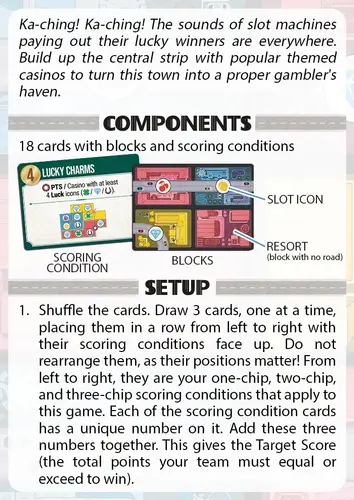 Ka-ching! Ka-ching! The sounds of slot machines
paying out their lucky winners are everywhere.
Build up the central strip with popular themed
casinos to turn this town into a proper gambler's
haven.
COMPONENTS
18 cards with blocks and scoring conditions
4 LUCKY CHARMS
PTS / Casino with at least
4 Luck icons ( / / ).
SLOT ICON
RESORT
(block with no road)
SCORING
CONDITION
BLOCKS
SETUP
1. Shuffle the cards. Draw 3 cards, one at a time,
placing them in a row from left to right with
their scoring conditions face up. Do not
rearrange them, as their positions matter! From
left to right, they are your one-chip, two-chip,
and three-chip scoring conditions that apply to
this game. Each of the scoring condition cards
has a unique number on it. Add these three
numbers together. This gives the Target Score
(the total points your team must equal or
exceed to win).